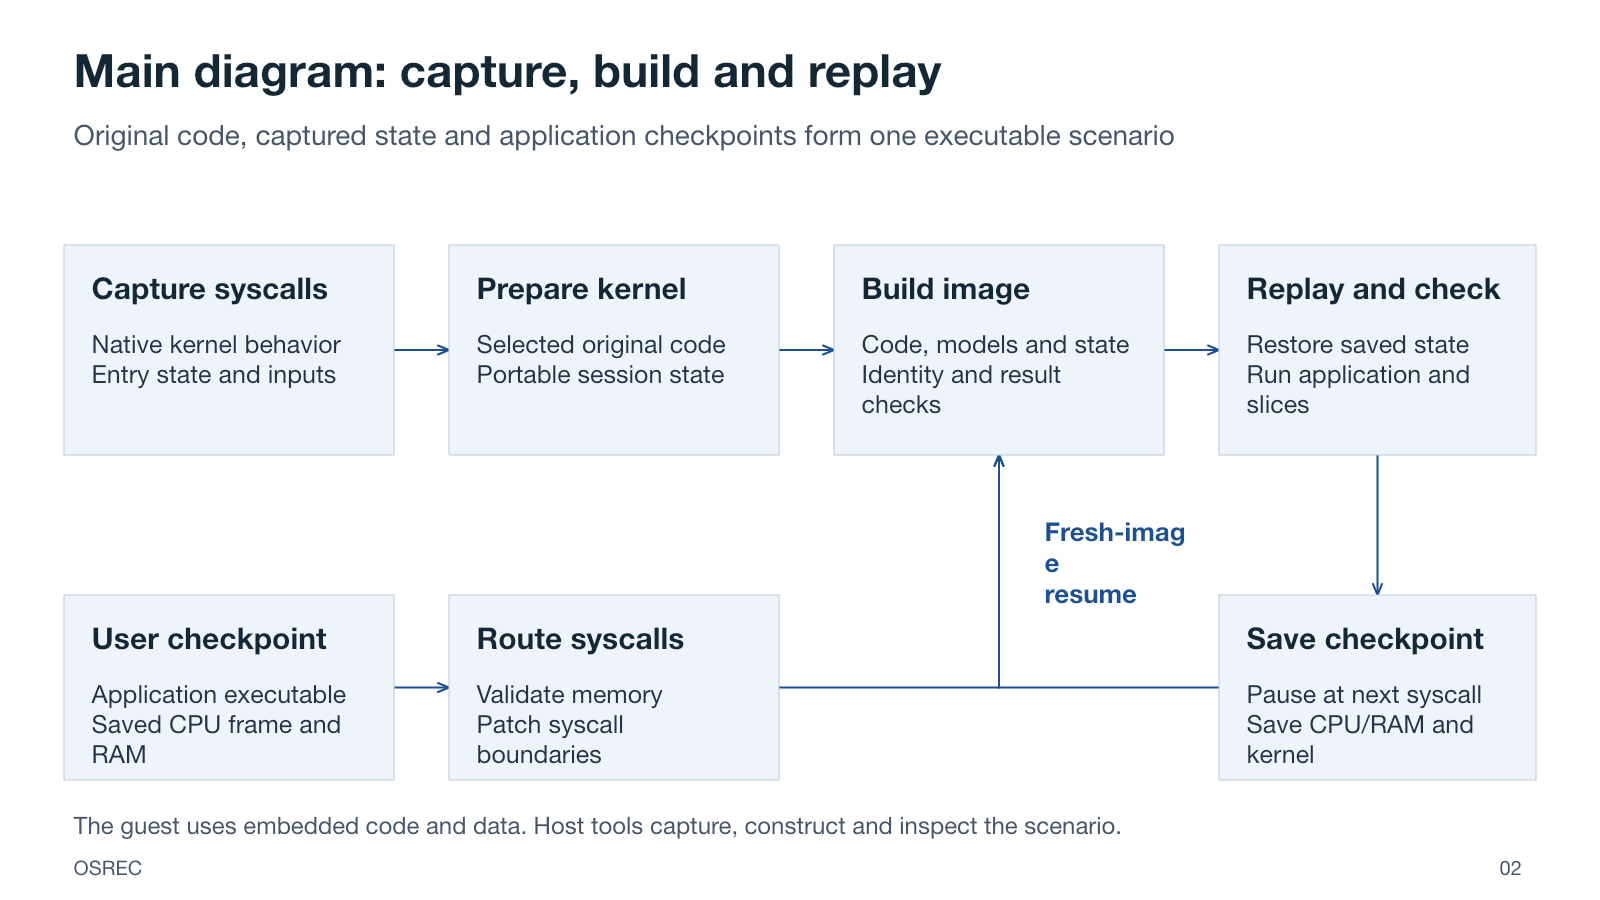 Main diagram: capture, build and replay
Original code, captured state and application checkpoints form one executable scenario
Capture syscalls
Native kernel behavior
Entry state and inputs
Prepare kernel
Selected original code
Portable session state
Build image
Code, models and state
Identity and result
checks
Replay and check
Restore saved state
Run application and
slices
Fresh-imag
e
resume
User checkpoint
Application executable
Saved CPU frame and
RAM
Route syscalls
Validate memory
Patch syscall
boundaries
Save checkpoint
Pause at next syscall
Save CPU/RAM and
kernel
The guest uses embedded code and data. Host tools capture, construct and inspect the scenario.
OSREC
02